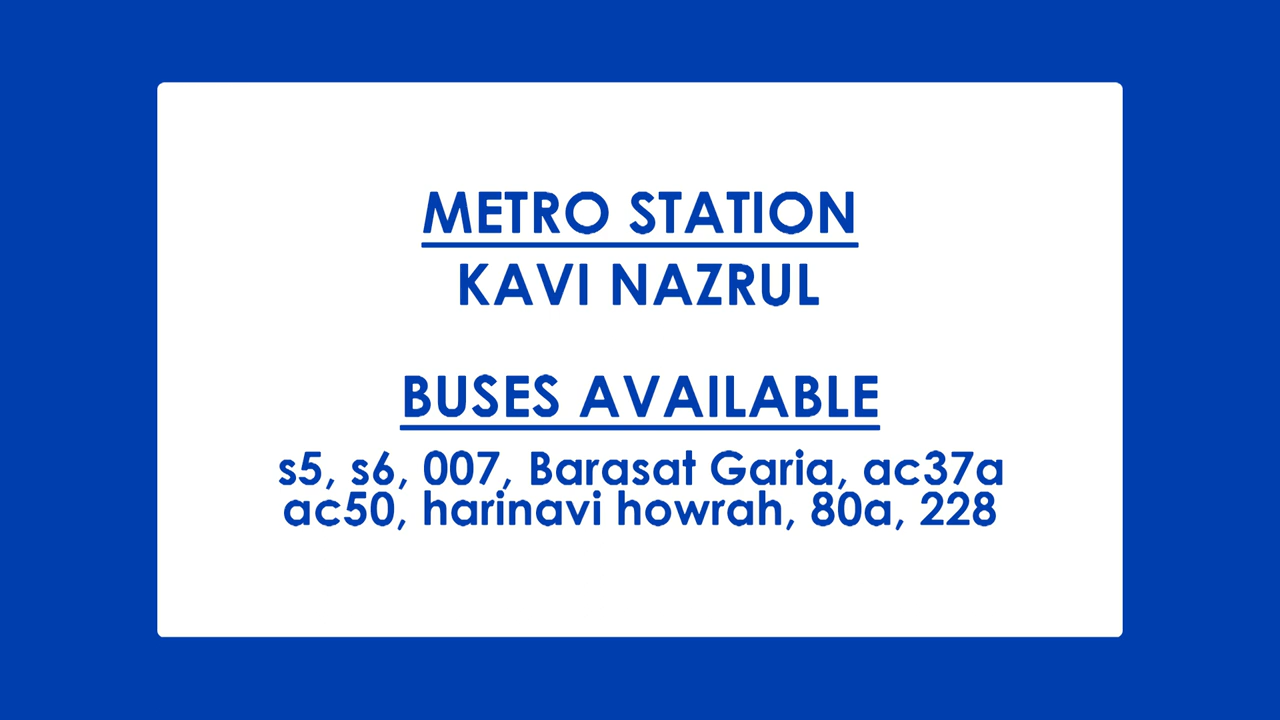 METRO STATION
KAVI NAZRUL
BUSES AVAILABLE
s5, s6, 007, Barasat Garia, ac37a
ac50, harinavi howrah, 80a, 228